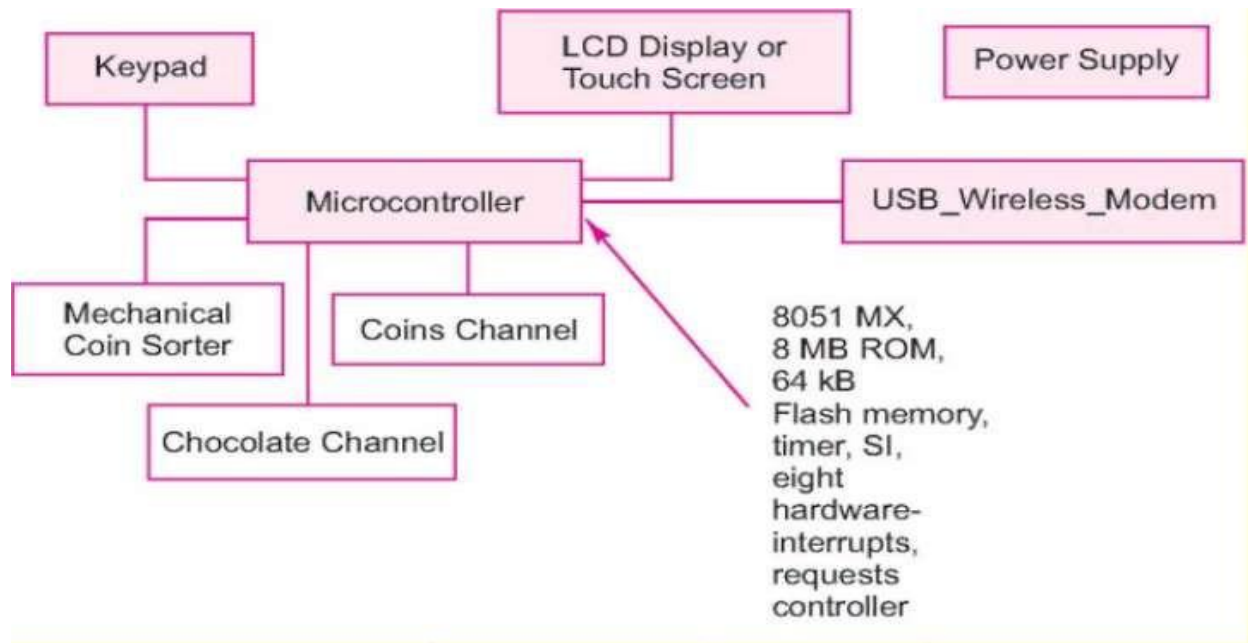 Keypad
LCD Display or
Touch Screen
Power Supply
Microcontroller
USB_Wireless_Modem
Mechanical
Coin Sorter
Coins Channel
Chocolate Channel
8051 MX,
8 MB ROM,
64 kB
Flash memory,
timer, SI,
eight
hardware-
interrupts,
requests
controller